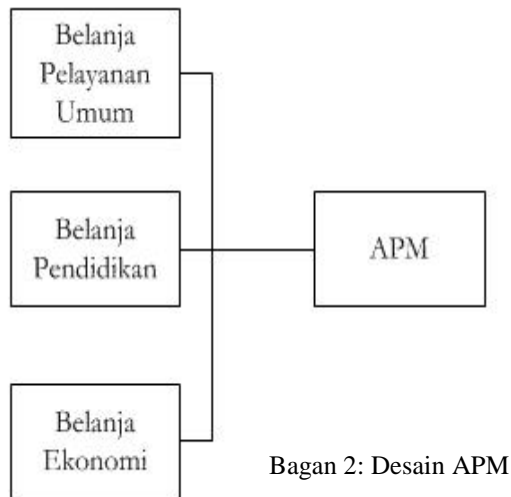 Belanja
Pelayanan
Umum
Belanja
Pendidikan
APM
Belanja
Ekonomi
Bagan 2: Desain APM